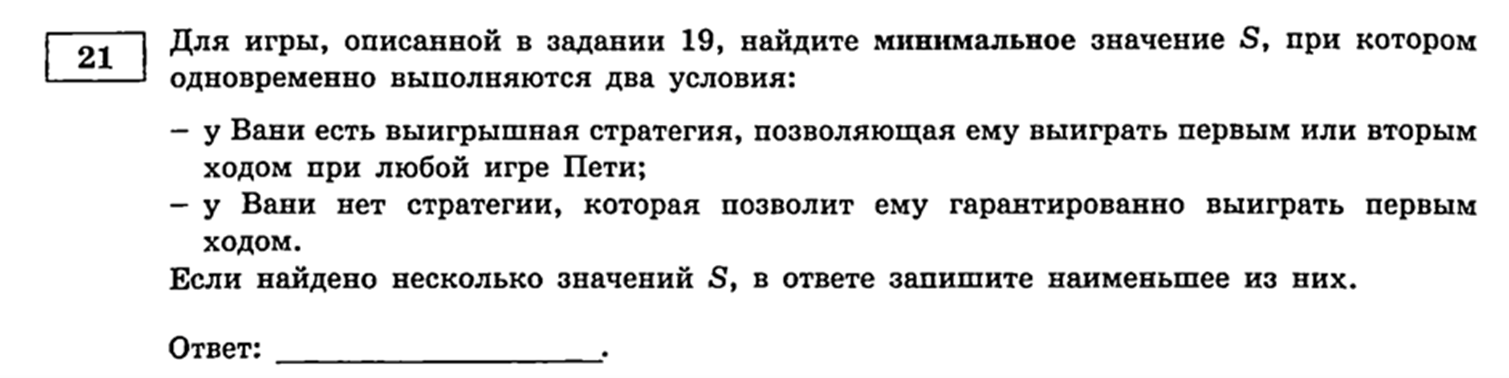 21
Для игры, описанной в задании 19, найдите минимальное значение S, при котором
одновременно выполняются два условия:
– у Вани есть выигрышная стратегия, позволяющая ему выиграть первым или вторым
ходом при любой игре Пети;
– у Вани нет стратегии, которая позволит ему гарантированно выиграть первым
ходом.
Если найдено несколько значений S, в ответе запишите наименьшее из них.
Ответ: ____________________.